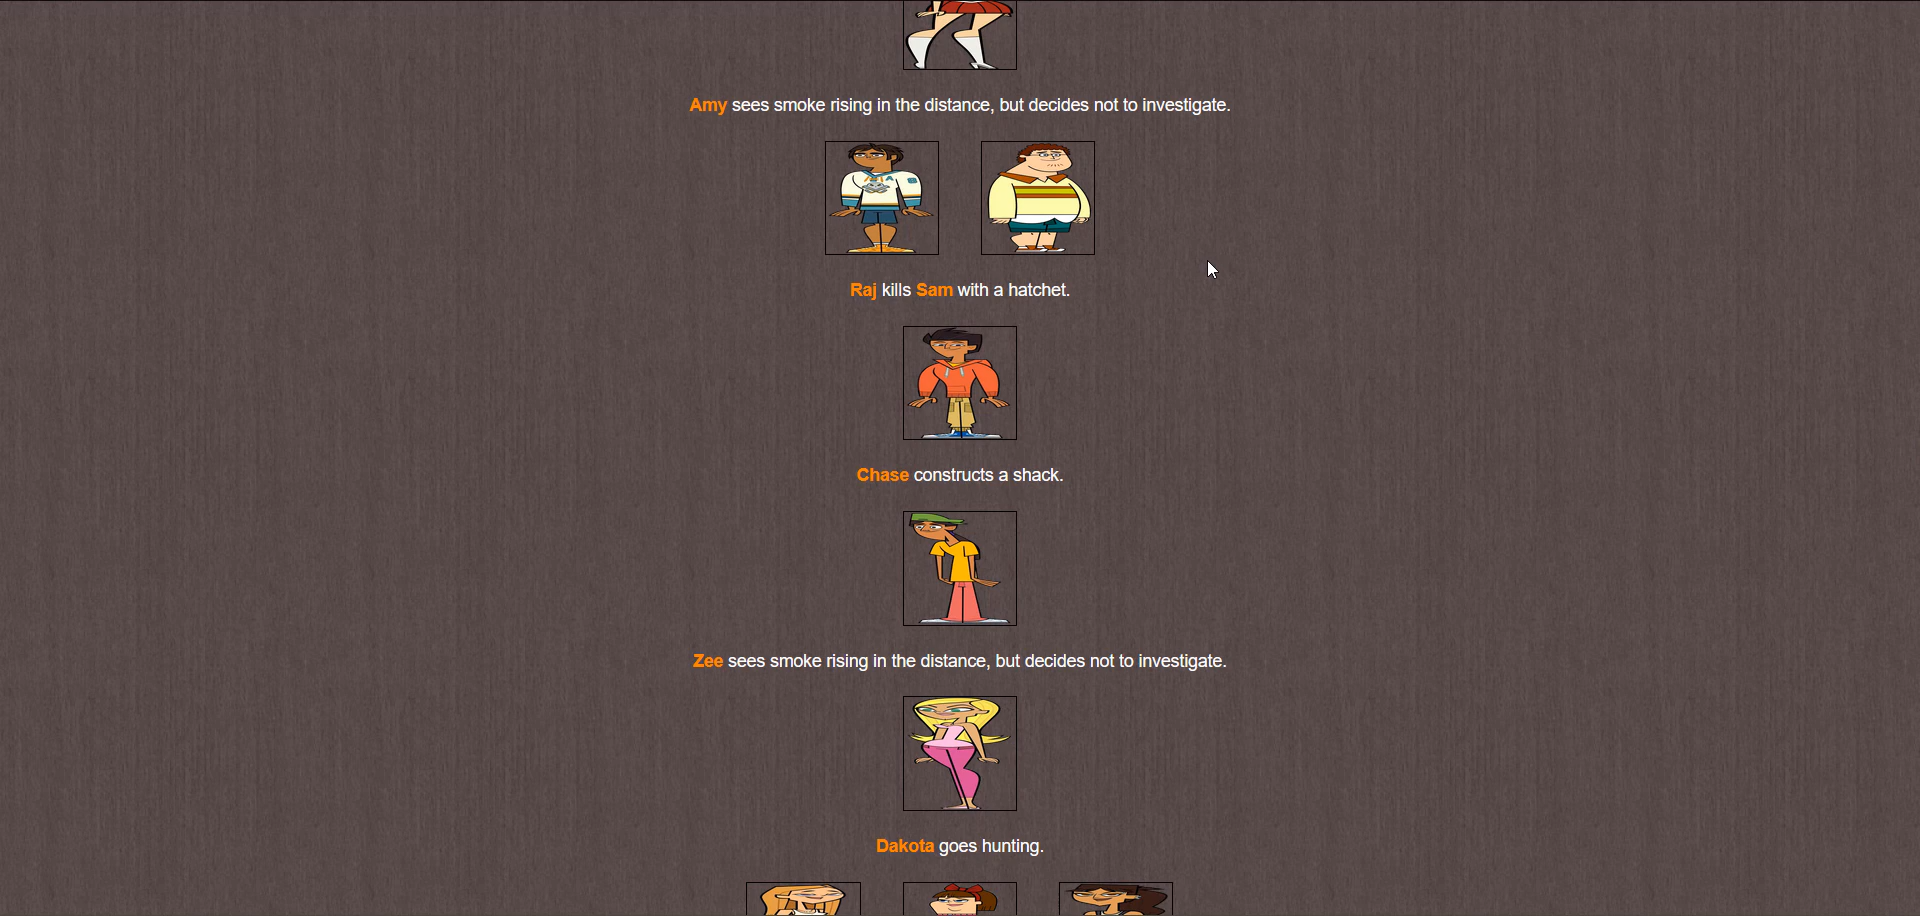 Amy sees smoke rising in the distance, but decides not to investigate.
Raj kills Sam with a hatchet.
Chase constructs a shack.
Zee sees smoke rising in the distance, but decides not to investigate.
Dakota goes hunting.